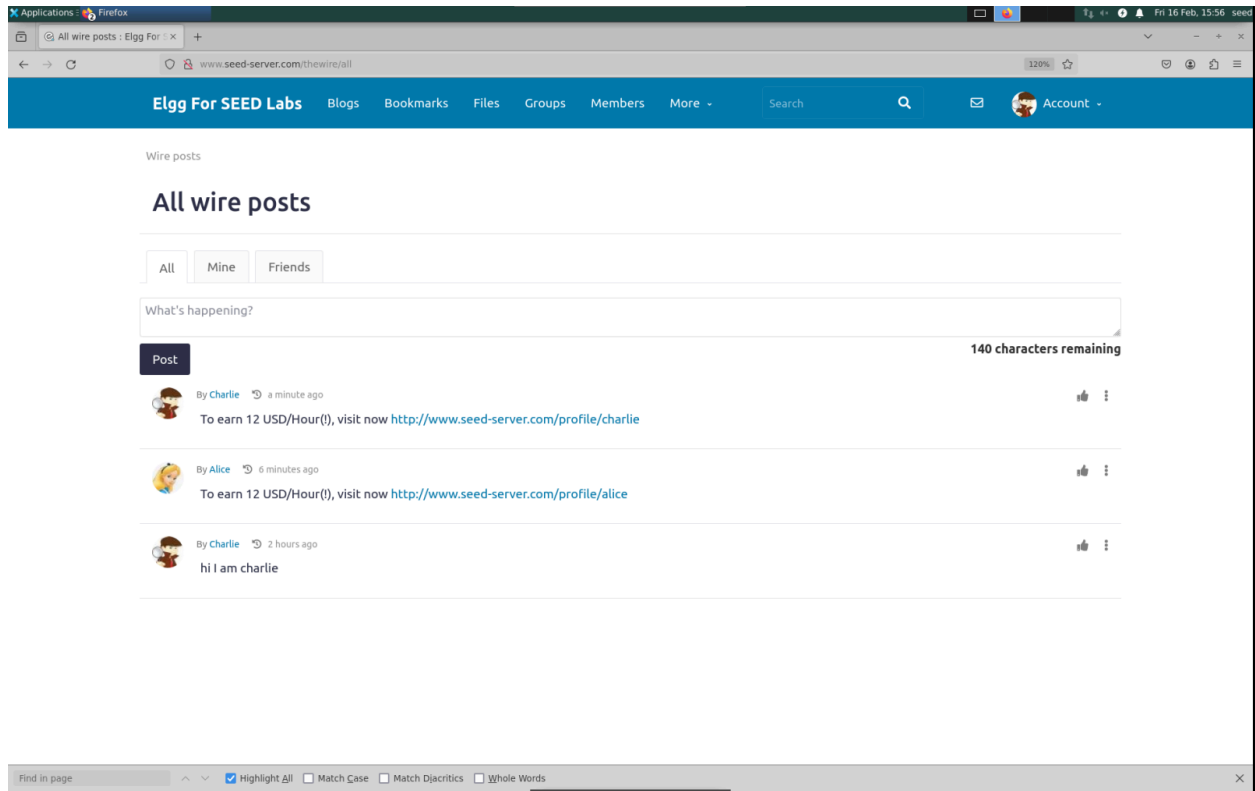 Applications : Firefox Fri 16 Feb, 15:56 seed
All wire posts : Elgg For S
www.seed-server.com/thewire/all 120%
Elgg For SEED Labs Blogs Bookmarks Files Groups Members More Search Account
Wire posts
All wire posts
All Mine Friends
What's happening?
Post 140 characters remaining
By Charlie a minute ago
To earn 12 USD/Hour(!), visit now http://www.seed-server.com/profile/charlie
By Alice 6 minutes ago
To earn 12 USD/Hour(!), visit now http://www.seed-server.com/profile/alice
By Charlie 2 hours ago
hi I am charlie
Find in page Highlight All Match Case Match Diacritics Whole Words